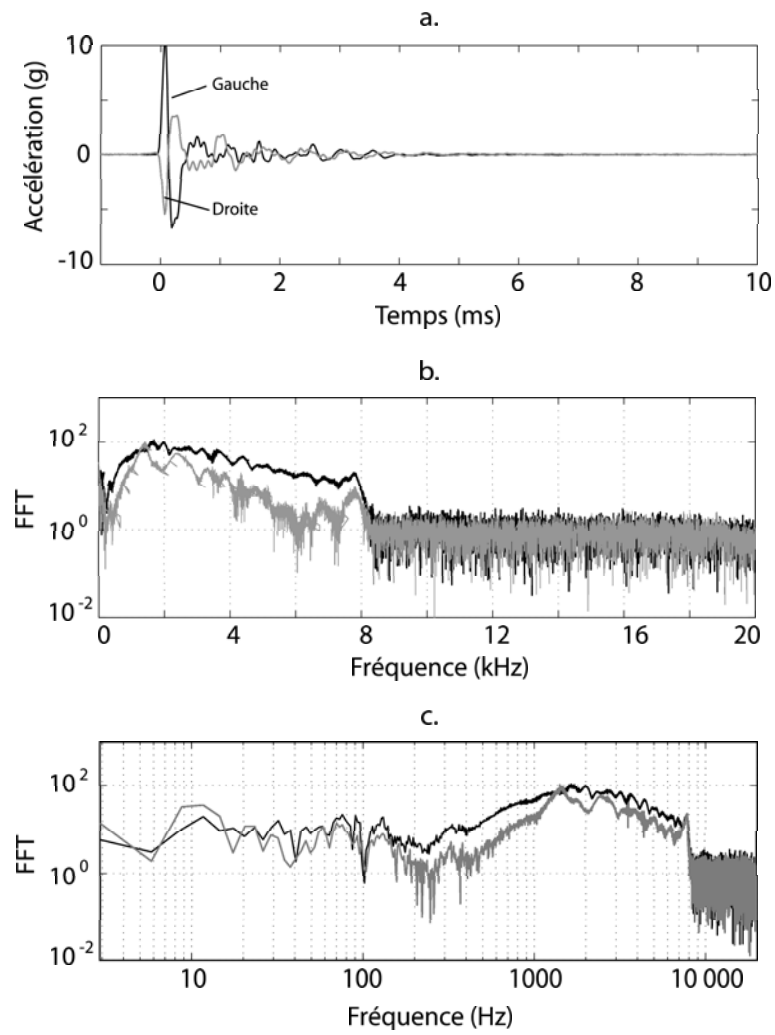 a.
10
Gauche
Accélération (g)
0
Droite
-10
0 2 4 6 8 10
Temps (ms)
b.
10 2
FFT
10 0
10 -2
0 4 8 12 16 20
Fréquence (kHz)
c.
10 2
FFT
10 0
10 -2
10 100 1000 10 000
Fréquence (Hz)